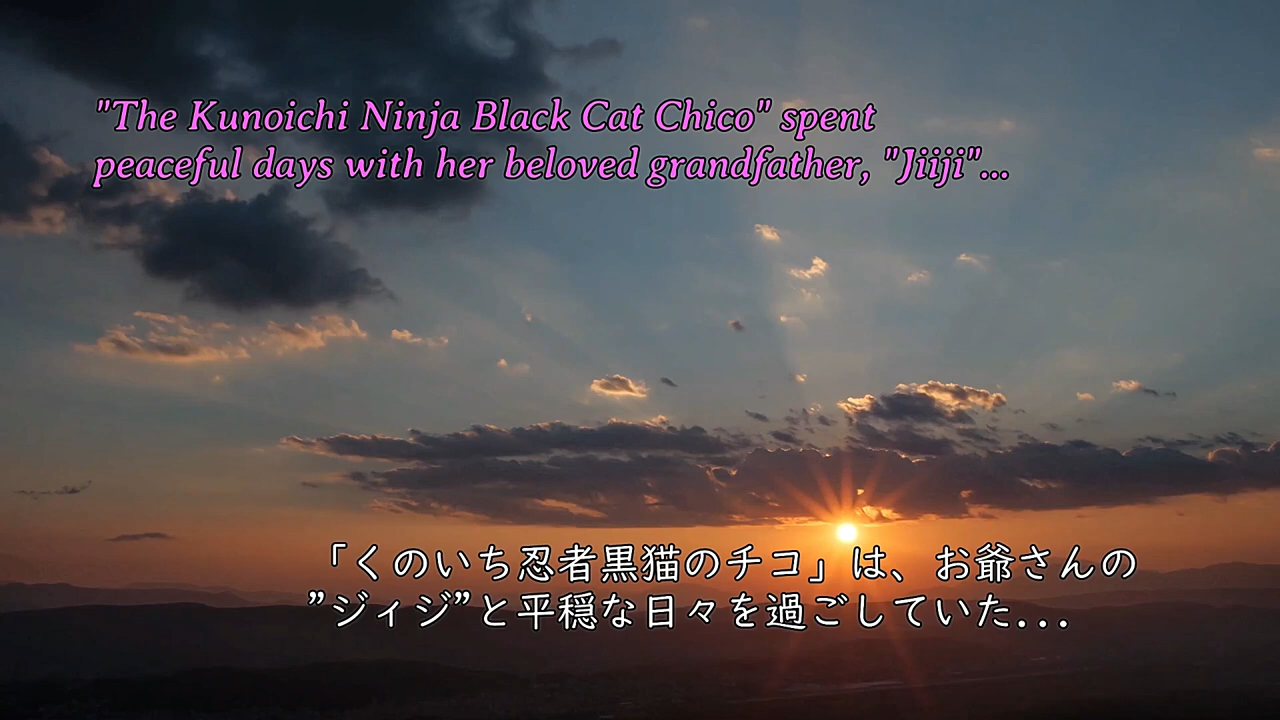 "The Kunoichi Ninja Black Cat Chico" spent
peaceful days with her beloved grandfather, "Jiiji"...
「くのいち忍者黒猫のチコ」は、お爺さんの
”ジィジ”と平穏な日々を過ごしていた...